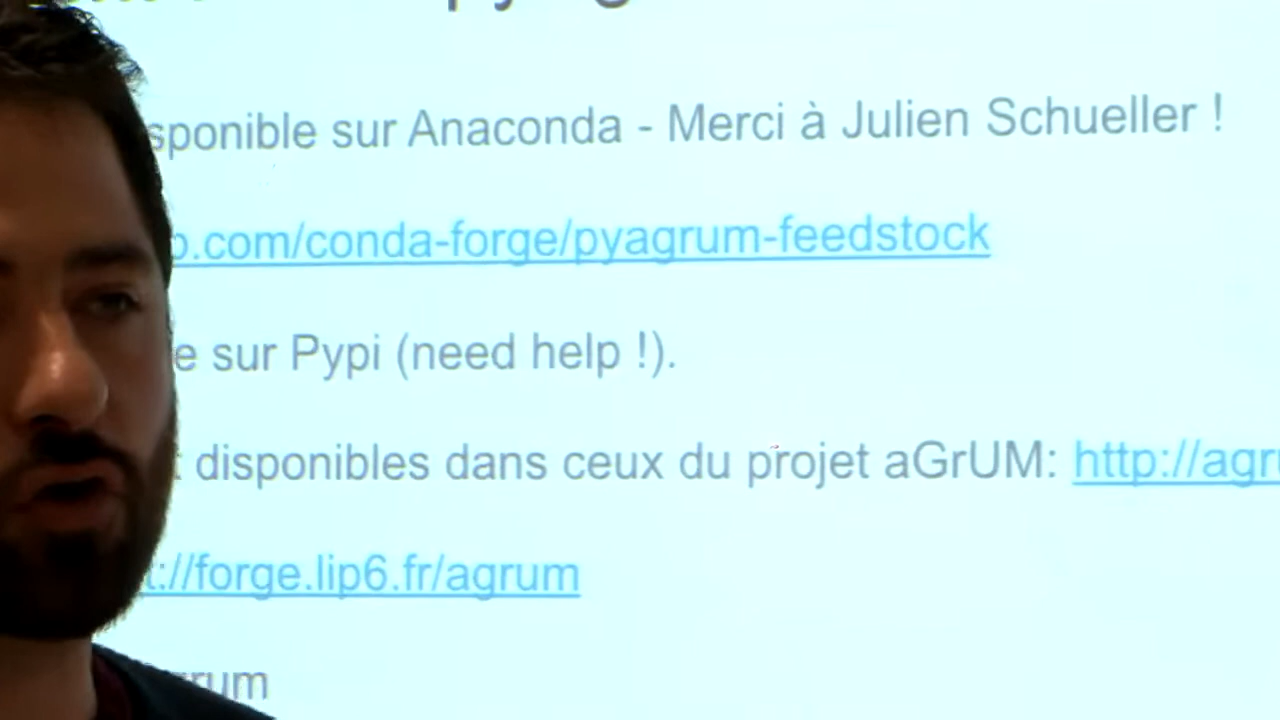 sponible sur Anaconda - Merci à Julien Schueller !
.com/conda-forge/pyagrum-feedstock
e sur Pypi (need help !).
disponibles dans ceux du projet aGrUM: http://agr
://forge.lip6.fr/agrum
rum